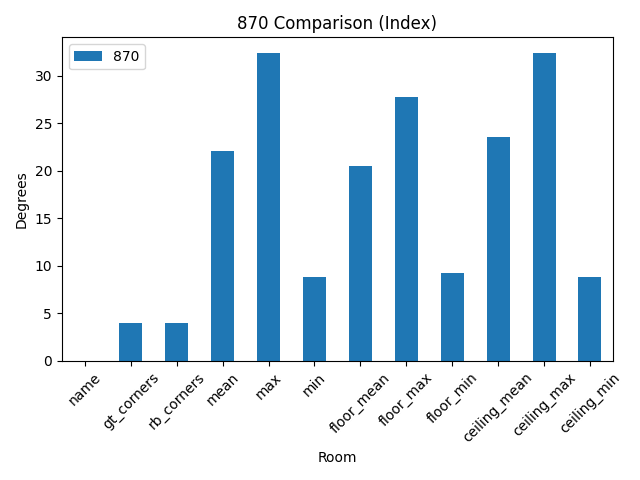 870 Comparison (Index)
870
Degrees
30
25
20
15
10
5
0
name
gt_corners
rb_corners
mean
max
min
floor_mean
floor_max
floor_min
ceiling_mean
ceiling_max
ceiling_min
Room